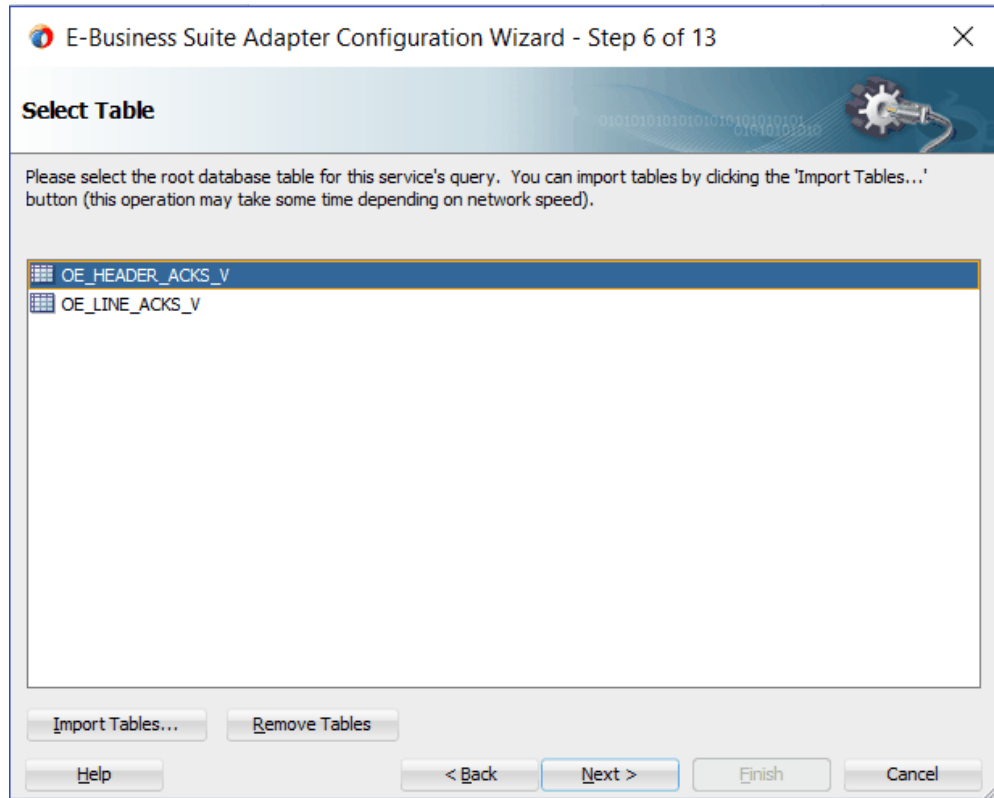 E-Business Suite Adapter Configuration Wizard - Step 6 of 13
Select Table
Please select the root database table for this service's query. You can import tables by clicking the 'Import Tables...'
button (this operation may take some time depending on network speed).
OE_HEADER_ACKS_V
OE_LINE_ACKS_V
Import Tables... Remove Tables
Help < Back Next > Finish Cancel